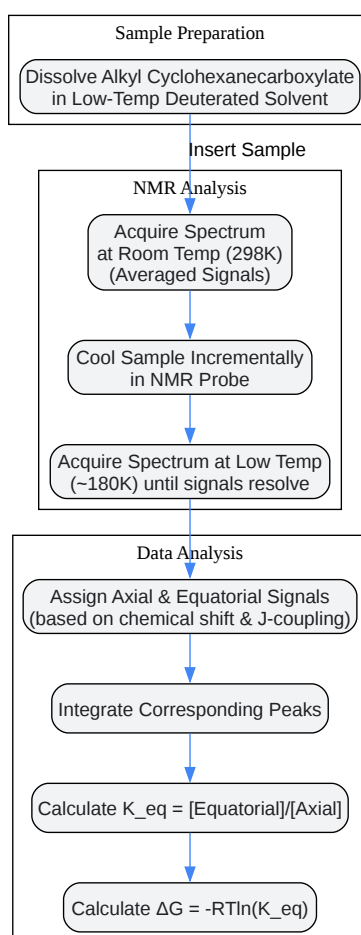 Sample Preparation
Dissolve Alkyl Cyclohexanecarboxylate
in Low-Temp Deuterated Solvent
Insert Sample
NMR Analysis
Acquire Spectrum
at Room Temp (298K)
(Averaged Signals)
Cool Sample Incrementally
in NMR Probe
Acquire Spectrum at Low Temp
(~180K) until signals resolve
Data Analysis
Assign Axial & Equatorial Signals
(based on chemical shift & J-coupling)
Integrate Corresponding Peaks
Calculate K_eq = [Equatorial]/[Axial]
Calculate ΔG = -RTln(K_eq)